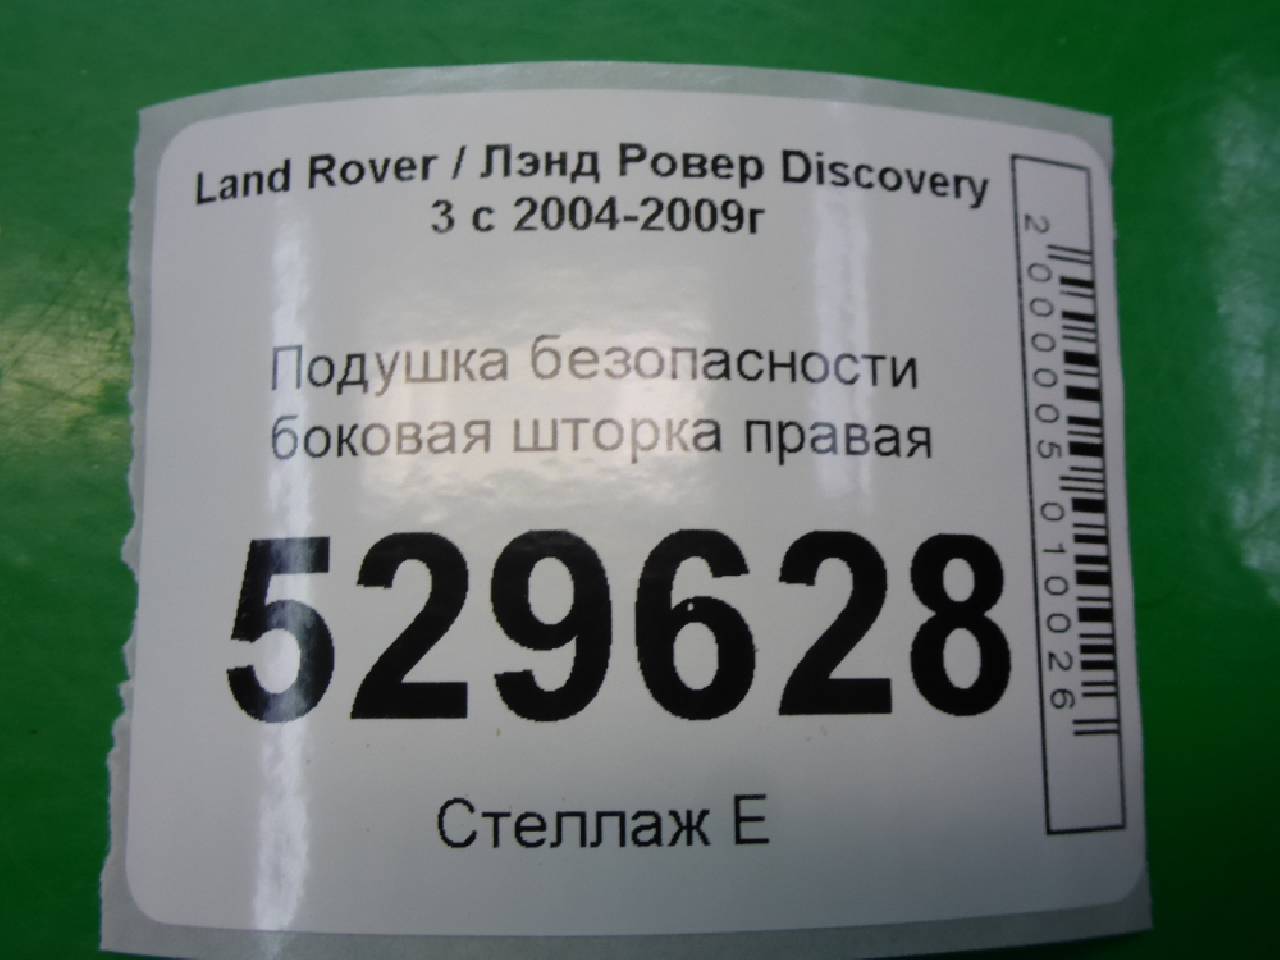 Land Rover / Лэнд Ровер Discovery
3 с 2004-2009г
Подушка безопасности
боковая шторка правая
529628
Стеллаж Е
2000005010026